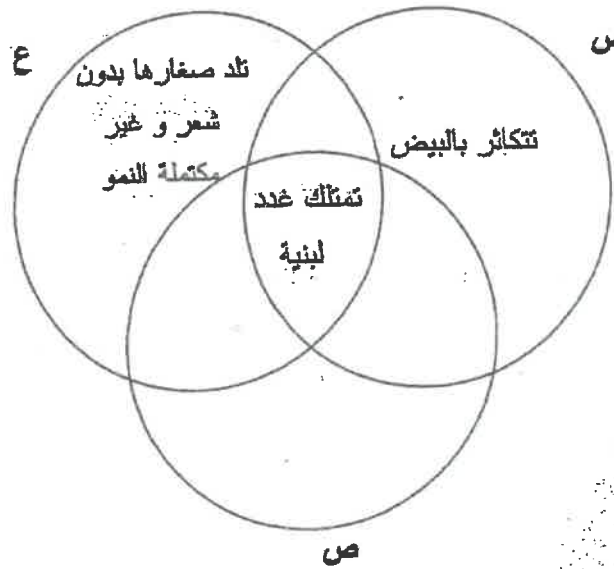 س
تتكاثر بالبيض
ع
تلد صغارها بدون
شعر و غير
مكتملة النمو
تمتلك غدد
لبنية
ص